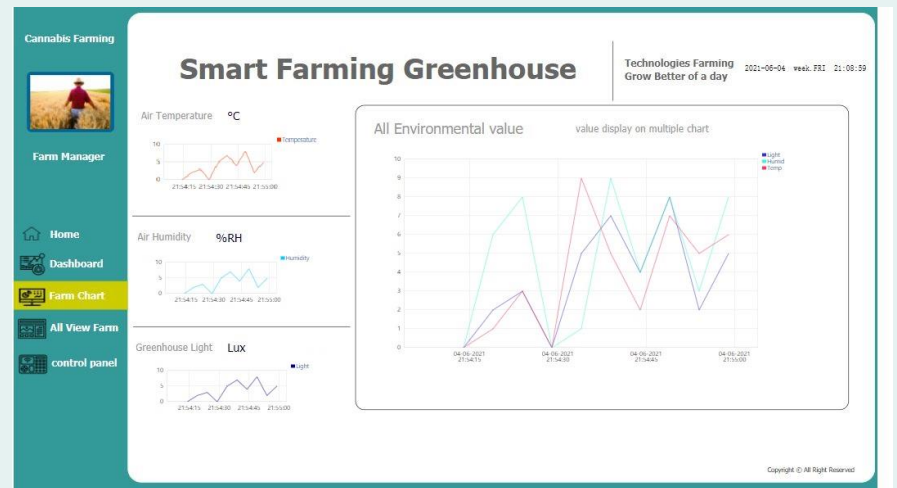 Cannabis Farming
Farm Manager
Home
Dashboard
Farm Chart
All View Farm
control panel
Smart Farming Greenhouse
Technologies Farming
Grow Better of a day
2021-06-04 week.FRI 21:08:59
Air Temperature °C
Temperature
10
5
0
21:54:15 21:54:30 21:54:45 21:55:00
Air Humidity %RH
Humidity
10
5
0
21:54:15 21:54:30 21:54:45 21:55:00
Greenhouse Light Lux
Light
10
5
0
21:54:15 21:54:30 21:54:45 21:55:00
All Environmental value value display on multiple chart
Light
Humid
Temp
10
9
8
7
6
5
4
3
2
1
0
04-06-2021 04-06-2021 04-06-2021 04-06-2021
21:54:15 21:54:30 21:54:45 21:55:00
Copyright © All Right Reserved